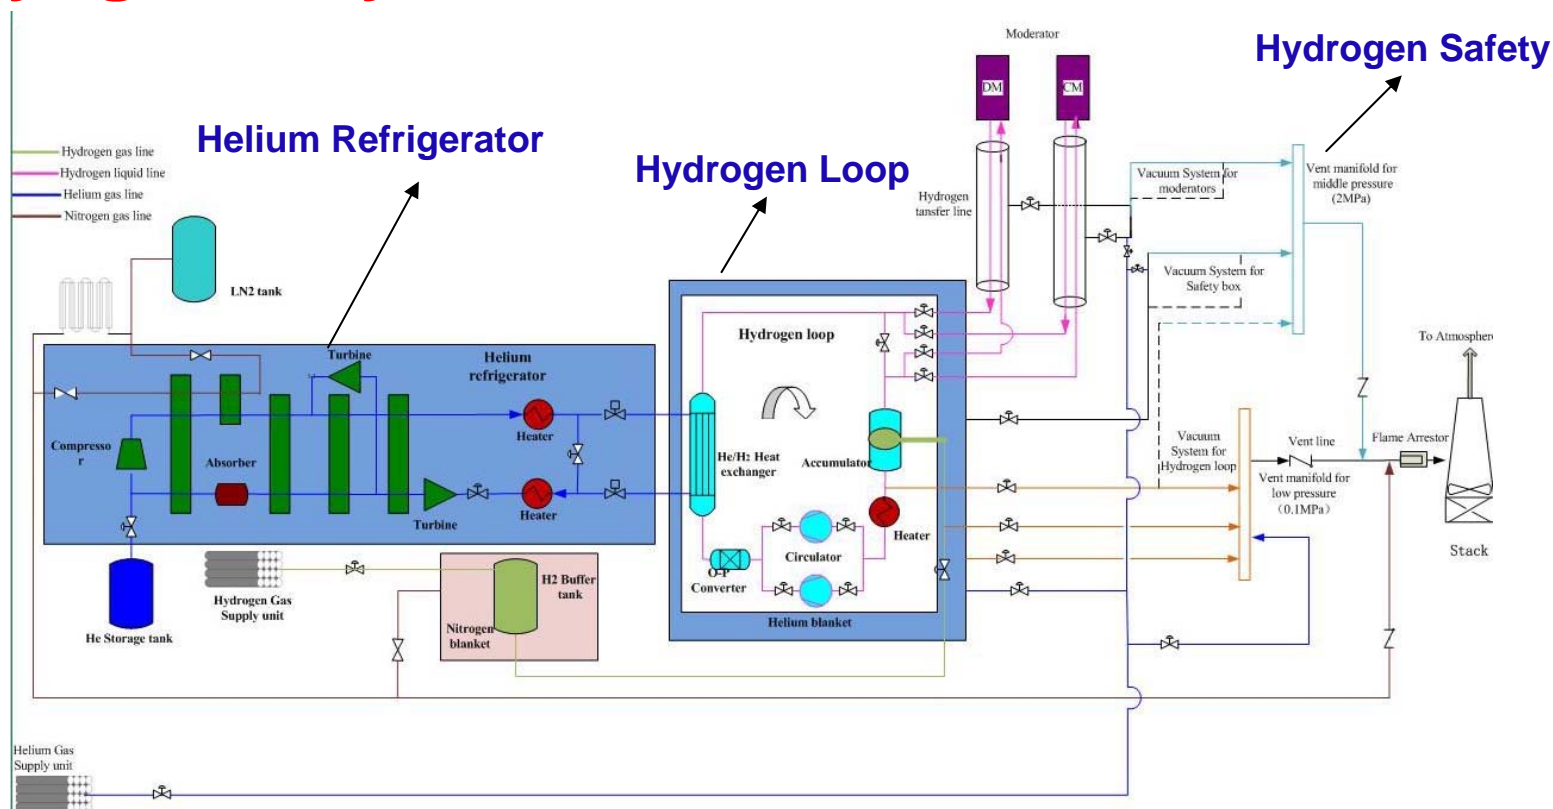 Moderator
Hydrogen Safety
DM
CM
Helium Refrigerator
Hydrogen Loop
Hydrogen gas line
Hydrogen liquid line
Helium gas line
Nitrogen gas line
LN2 tank
Hydrogen
tansfer line
Vacuum System for
moderators
Vent manifold for
middle pressure
(2MPa)
Vacuum System for
Safety box
Turbine
Helium
refrigerator
Hydrogen loop
To Atmosphere
Compresso
r
Absorber
Heater
He/H2 Heat
exchanger
Accumulator
Vacuum
System for
Hydrogen loop
Vent line
Flame Arrestor
Vent manifold for
low pressure
（0.1MPa）
Turbine
Heater
Heater
Circulator
O-P
Converter
Stack
Hydrogen Gas
Supply unit
H2 Buffer
tank
Nitrogen
blanket
Helium blanket
He Storage tank
Helium Gas
Supply unit